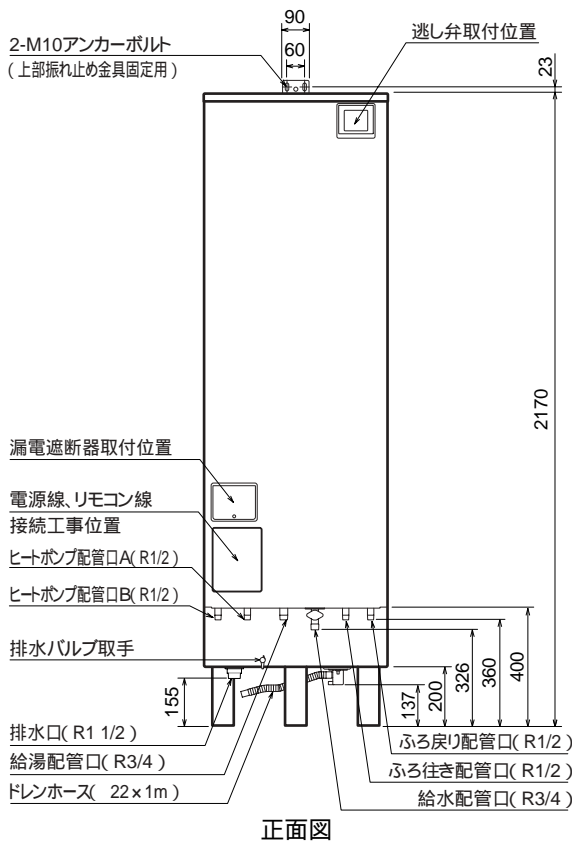 90
60
2-M10アンカーボルト
(上部振れ止め金具固定用)
逃し弁取付位置
23
2170
漏電遮断器取付位置
電源線、リモコン線
接続工事位置
ヒートポンプ配管口A(R1/2)
ヒートポンプ配管口B(R1/2)
排水バルブ取手
155
137
200
326
360
400
排水口(R1 1/2)
給湯配管口(R3/4)
ドレンホース( 22×1m)
ふろ戻り配管口(R1/2)
ふろ往き配管口(R1/2)
給水配管口(R3/4)
正面図